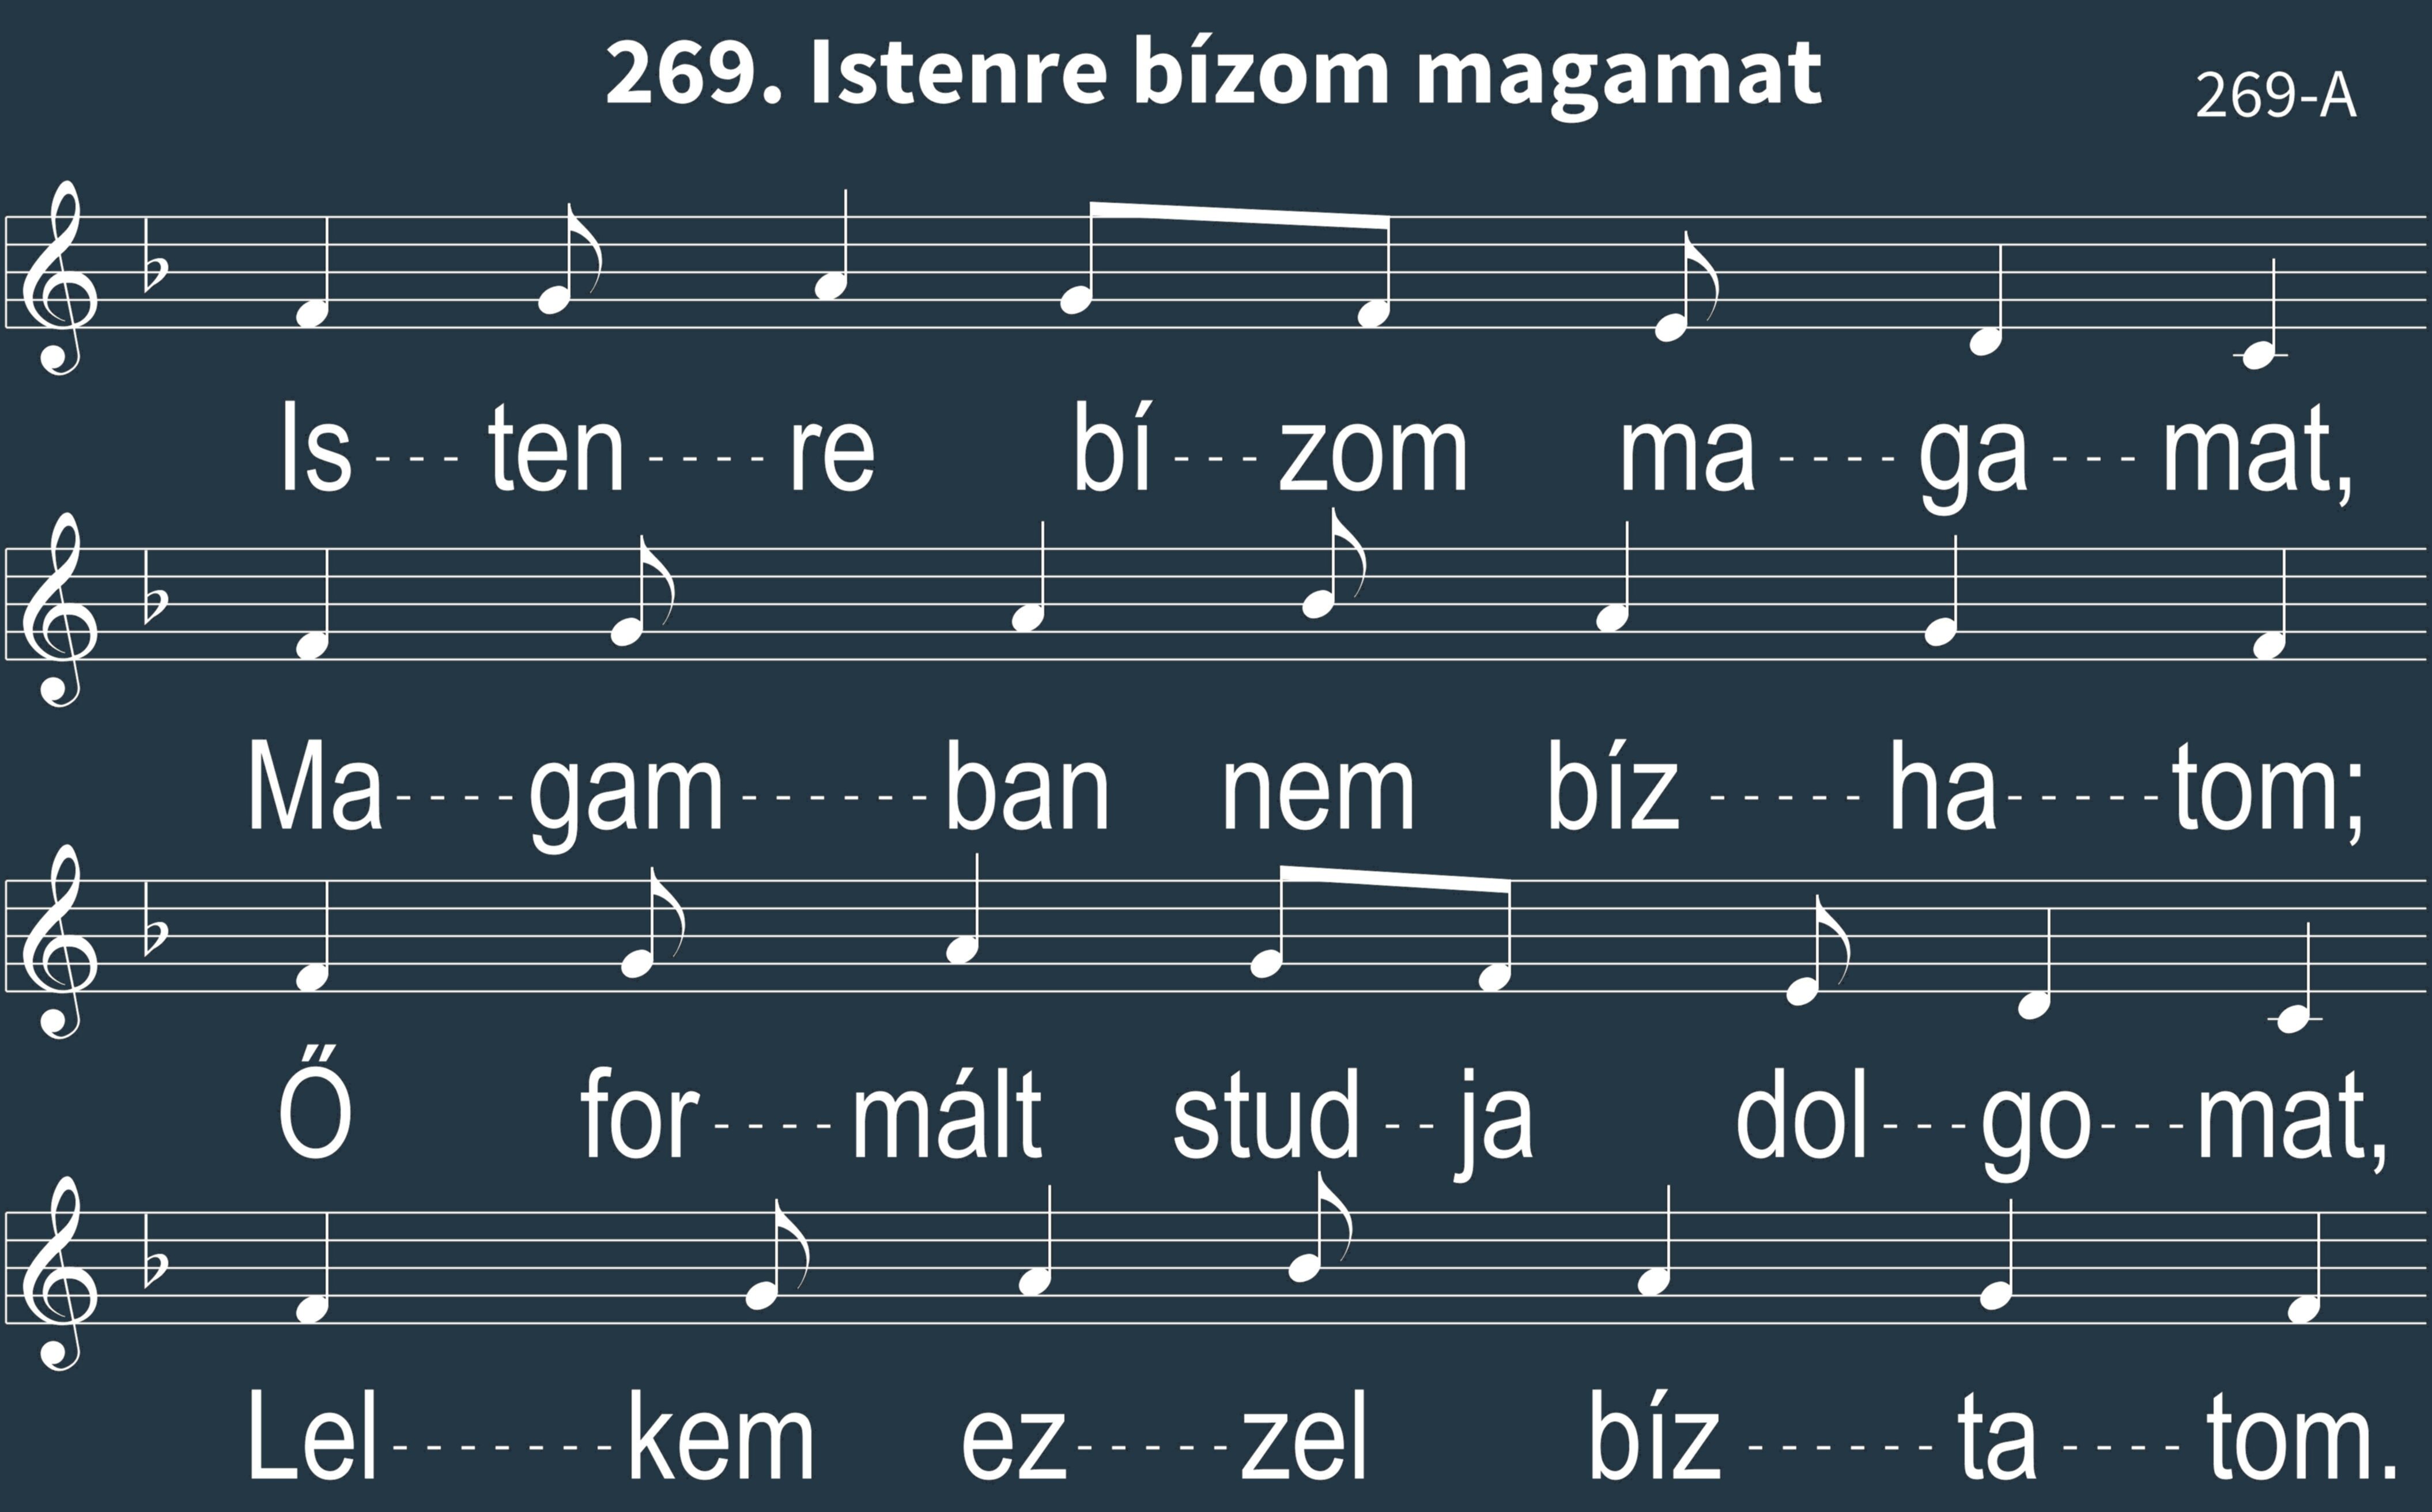 269. Istenre bízom magamat
269-A
Is---ten----re bí---zom ma----ga---mat,
Ma----gam------ban nem bíz-----ha-----tom;
Ő for----mált stud--ja dol---go---mat,
Lel-------kem ez-----zel bíz------ta----tom.